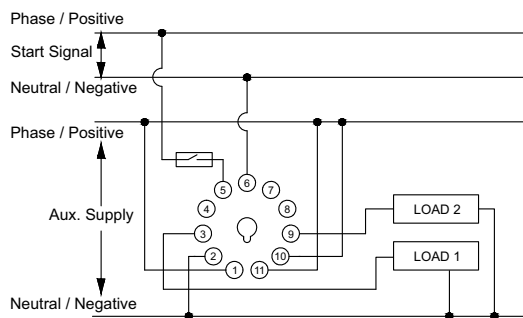 Phase / Positive
Start Signal
Neutral / Negative
Phase / Positive
6
5
7
4
8
Aux. Supply
3
9
LOAD 2
2
10
LOAD 1
1
11
Neutral / Negative